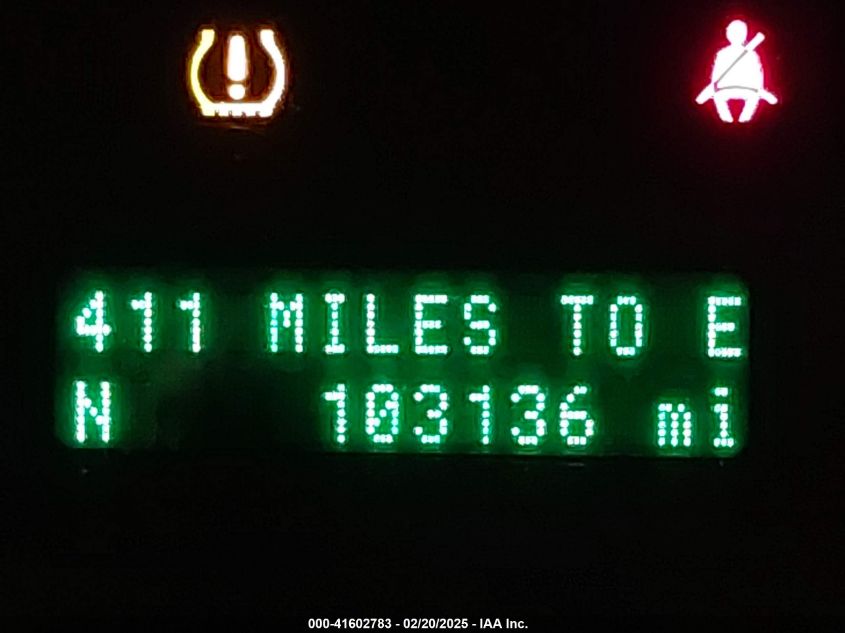 411 MILES TO E
N 103136 mi
000-41602783 - 02/20/2025 - IAA Inc.